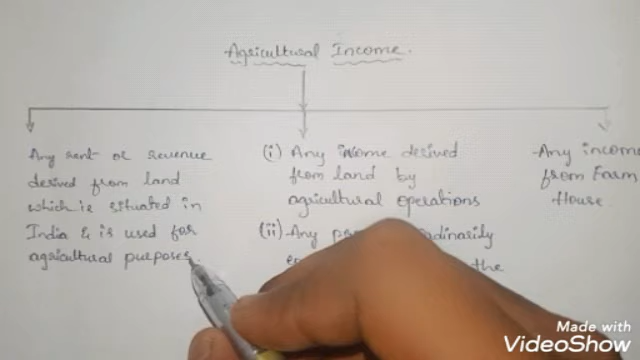 Agricultural Income.
Any rent or revenue
derived from land
which is situated in
India & is used for
agricultural purposes.
(i) Any income derived
from land by
agricultural operations
(ii) Any
the
Any income
from Farm
House.
Made with
VideoShow